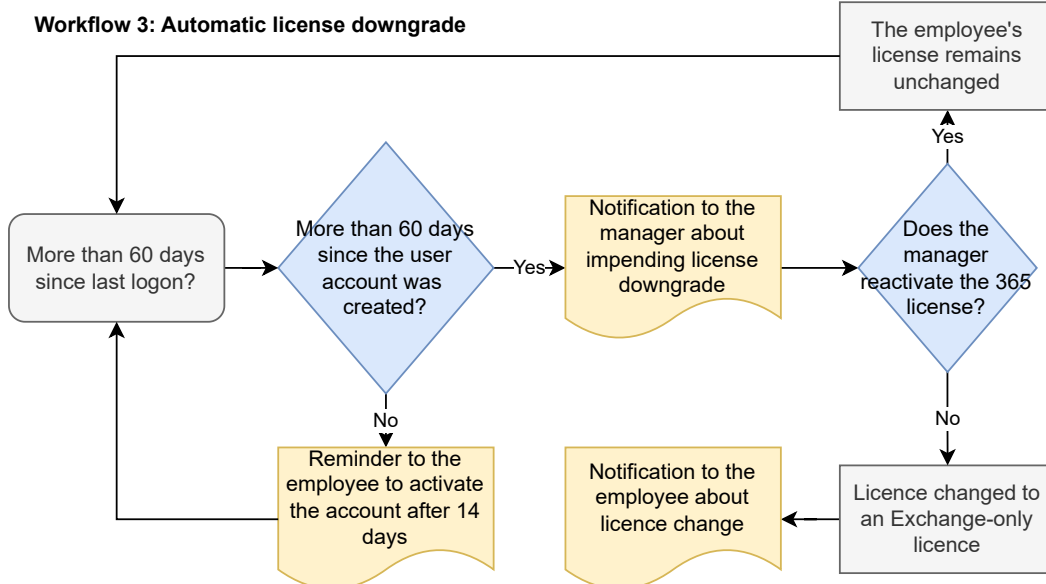 Workflow 3: Automatic license downgrade
The employee's
license remains
unchanged
Yes
More than 60 days
since last logon?
More than 60 days
since the user
account was
created?
Yes
Notification to the
manager about
impending license
downgrade
Does the
manager
reactivate the 365
license?
No
No
Reminder to the
employee to activate
the account after 14
days
Notification to the
employee about
licence change
Licence changed to
an Exchange-only
licence